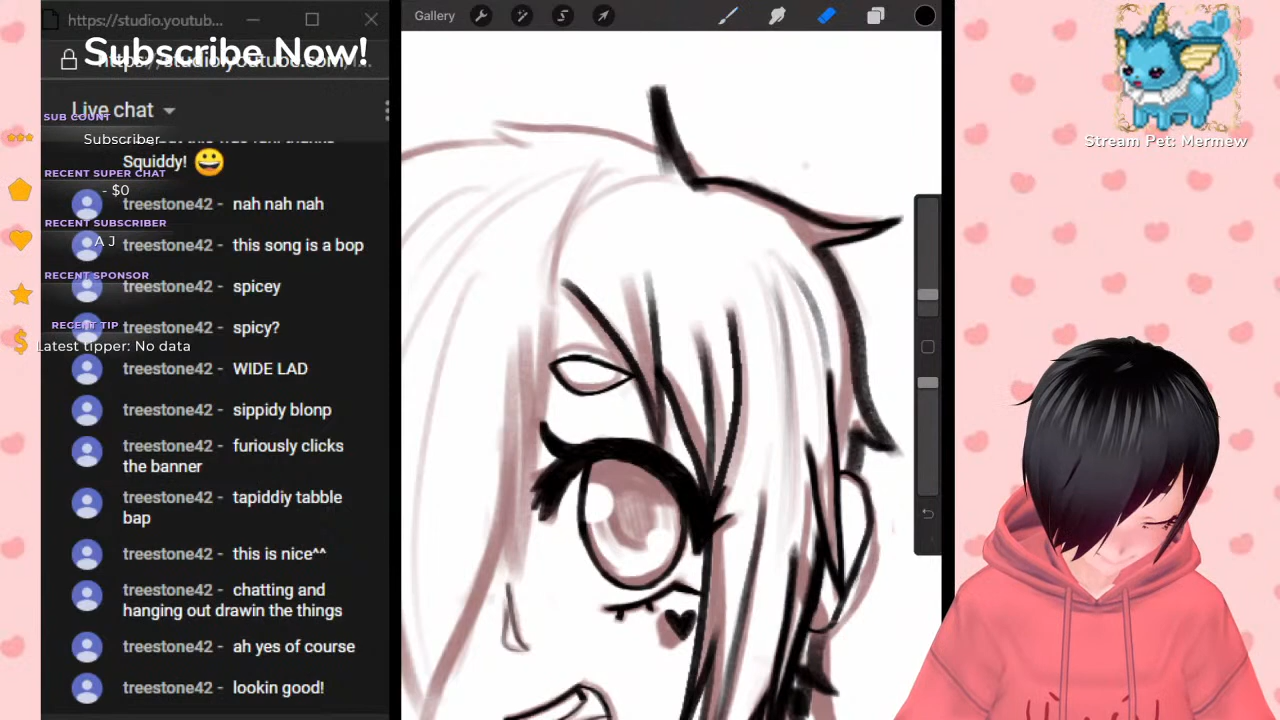 https://studio.youtub...
Subscribe Now!
https://studio.youtube.com/l...
Live chat
SUB COUNT
Subscriber
Squiddy! 😀
RECENT SUPER CHAT
- $0
treestone42 - nah nah nah
RECENT SUBSCRIBER
A J
treestone42 - this song is a bop
RECENT SPONSOR
treestone42 - spicey
RECENT TIP
treestone42 - spicy?
Latest tipper: No data
treestone42 - WIDE LAD
treestone42 - sippidy blonp
treestone42 - furiously clicks
the banner
treestone42 - tapiddiy tabble
bap
treestone42 - this is nice^^
treestone42 - chatting and
hanging out drawin the things
treestone42 - ah yes of course
treestone42 - lookin good!
Gallery
Stream Pet: Mermew